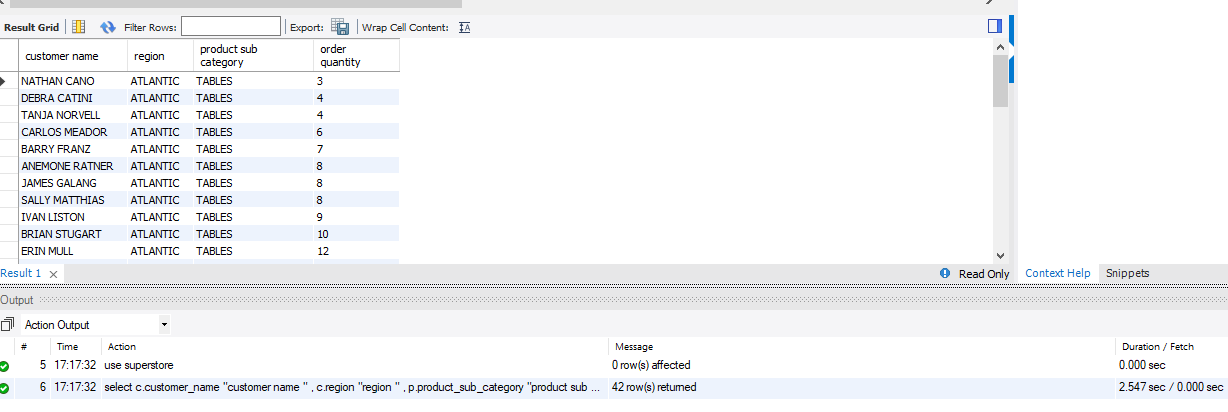 Result Grid Filter Rows: Export: Wrap Cell Content:
customer name region product sub category order quantity
NATHAN CANO ATLANTIC TABLES 3
DEBRA CATINI ATLANTIC TABLES 4
TANJA NORVELL ATLANTIC TABLES 4
CARLOS MEADOR ATLANTIC TABLES 6
BARRY FRANZ ATLANTIC TABLES 7
ANEMONE RATNER ATLANTIC TABLES 8
JAMES GALANG ATLANTIC TABLES 8
SALLY MATTHIAS ATLANTIC TABLES 8
IVAN LISTON ATLANTIC TABLES 9
BRIAN STUGART ATLANTIC TABLES 10
ERIN MULL ATLANTIC TABLES 12
Result 1 Read Only Context Help Snippets
Output
Action Output
# Time Action Message Duration / Fetch
5 17:17:32 use superstore 0 row(s) affected 0.000 sec
6 17:17:32 select c.customer_name "customer name " , c.region "region " , p.product_sub_category "product sub ... 42 row(s) returned 2.547 sec / 0.000 sec